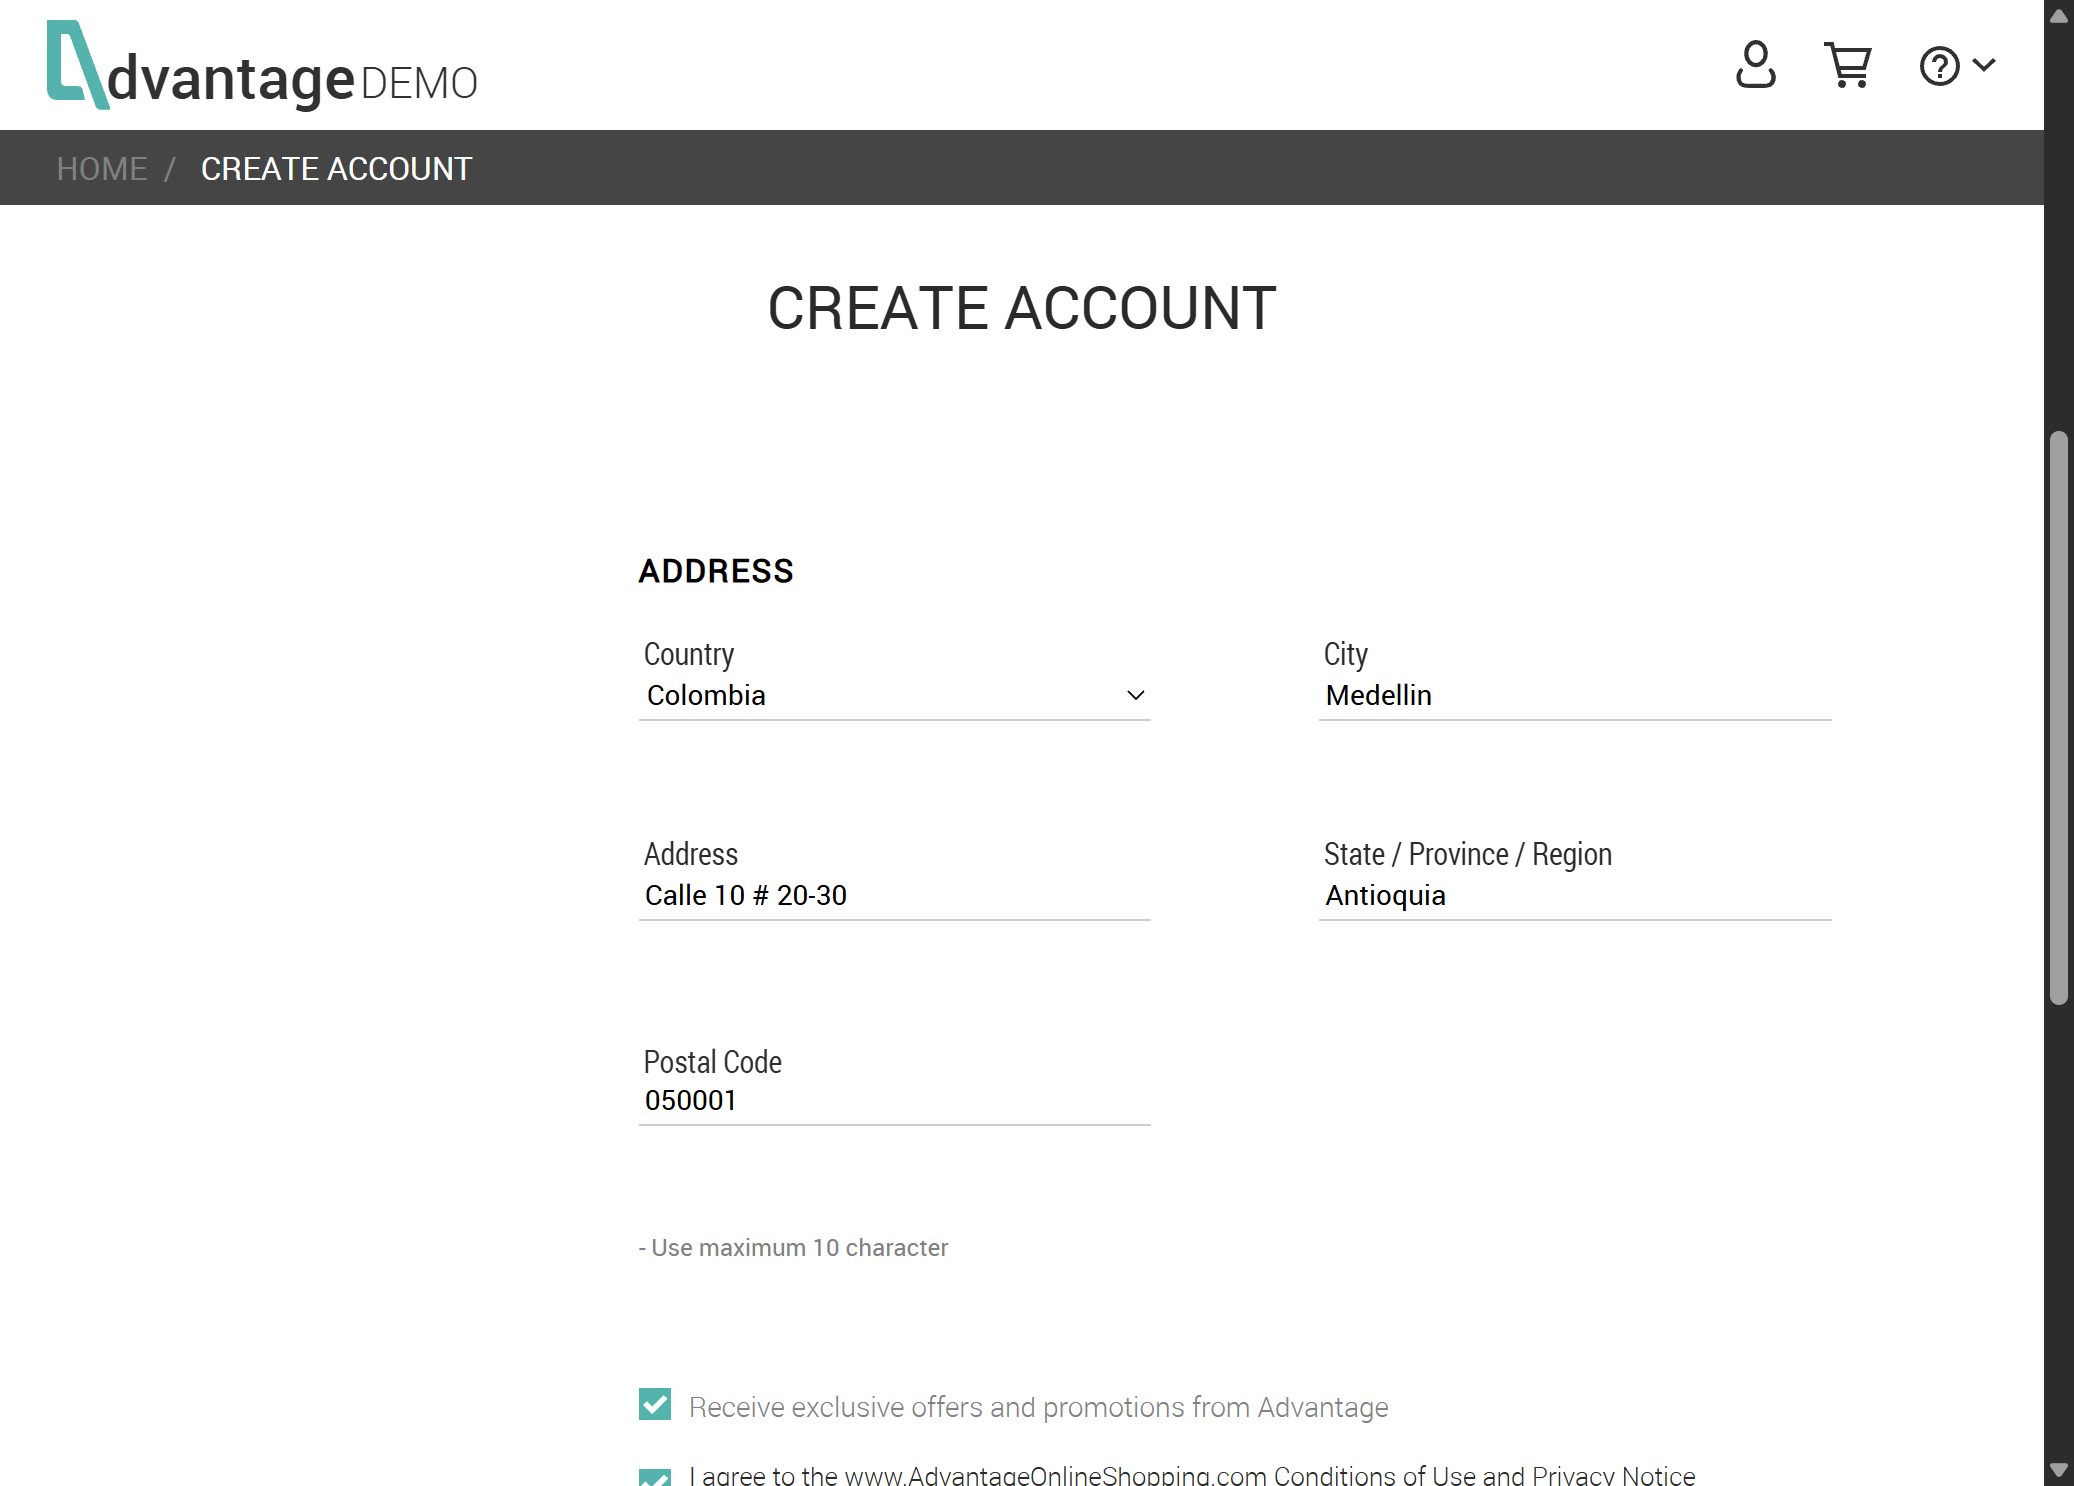 dvantage DEMO
HOME / CREATE ACCOUNT
CREATE ACCOUNT
ADDRESS
Country
Colombia
City
Medellin
Address
Calle 10 # 20-30
State / Province / Region
Antioquia
Postal Code
050001
- Use maximum 10 character
Receive exclusive offers and promotions from Advantage
I agree to the www.AdvantageOnlineShopping.com Conditions of Use and Privacy Notice